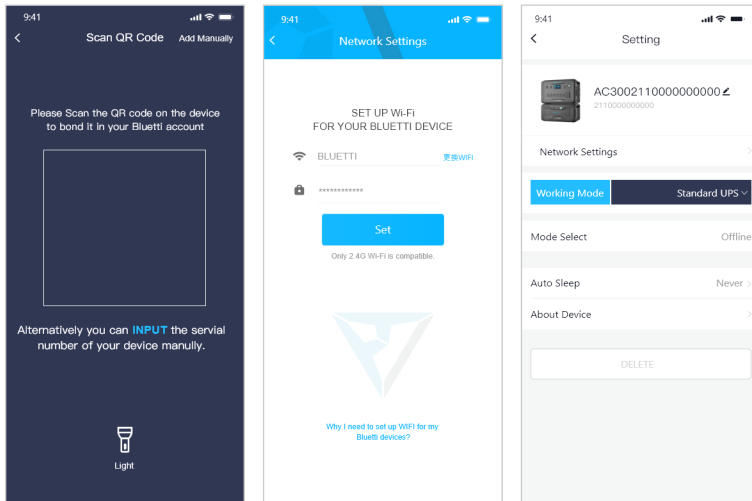 9:41
Scan QR Code
Add Manually
Please Scan the QR code on the device
to bond it in your Bluetti account
Alternatively you can INPUT the servial
number of your device manully.
Light
9:41
Network Settings
SET UP Wi-Fi
FOR YOUR BLUETTI DEVICE
BLUETTI
更换WIFI
************
Set
Only 2.4G Wi-Fi is compatible.
Why I need to set up WIFI for my
Bluetti devices?
9:41
Setting
AC3002110000000000
2110000000000
Network Settings
Working Mode
Standard UPS
Mode Select
Offline
Auto Sleep
Never
About Device
DELETE